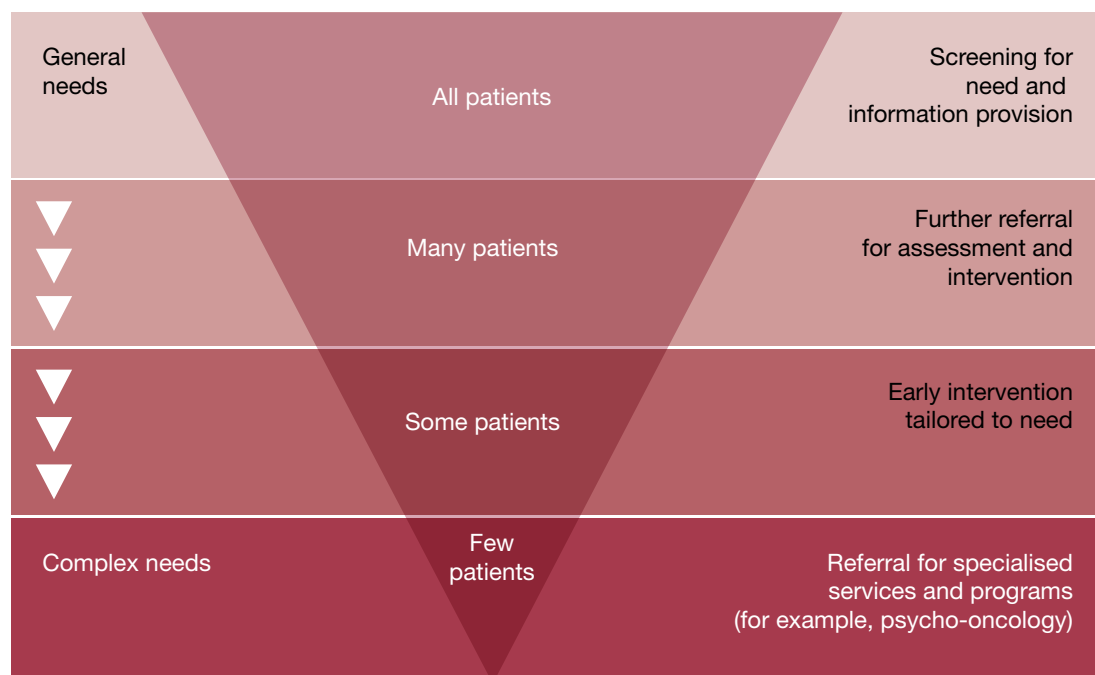 General
needs
All patients
Screening for
need and
information provision
Many patients
Further referral
for assessment and
intervention
Some patients
Early intervention
tailored to need
Complex needs
Few
patients
Referral for specialised
services and programs
(for example, psycho-oncology)